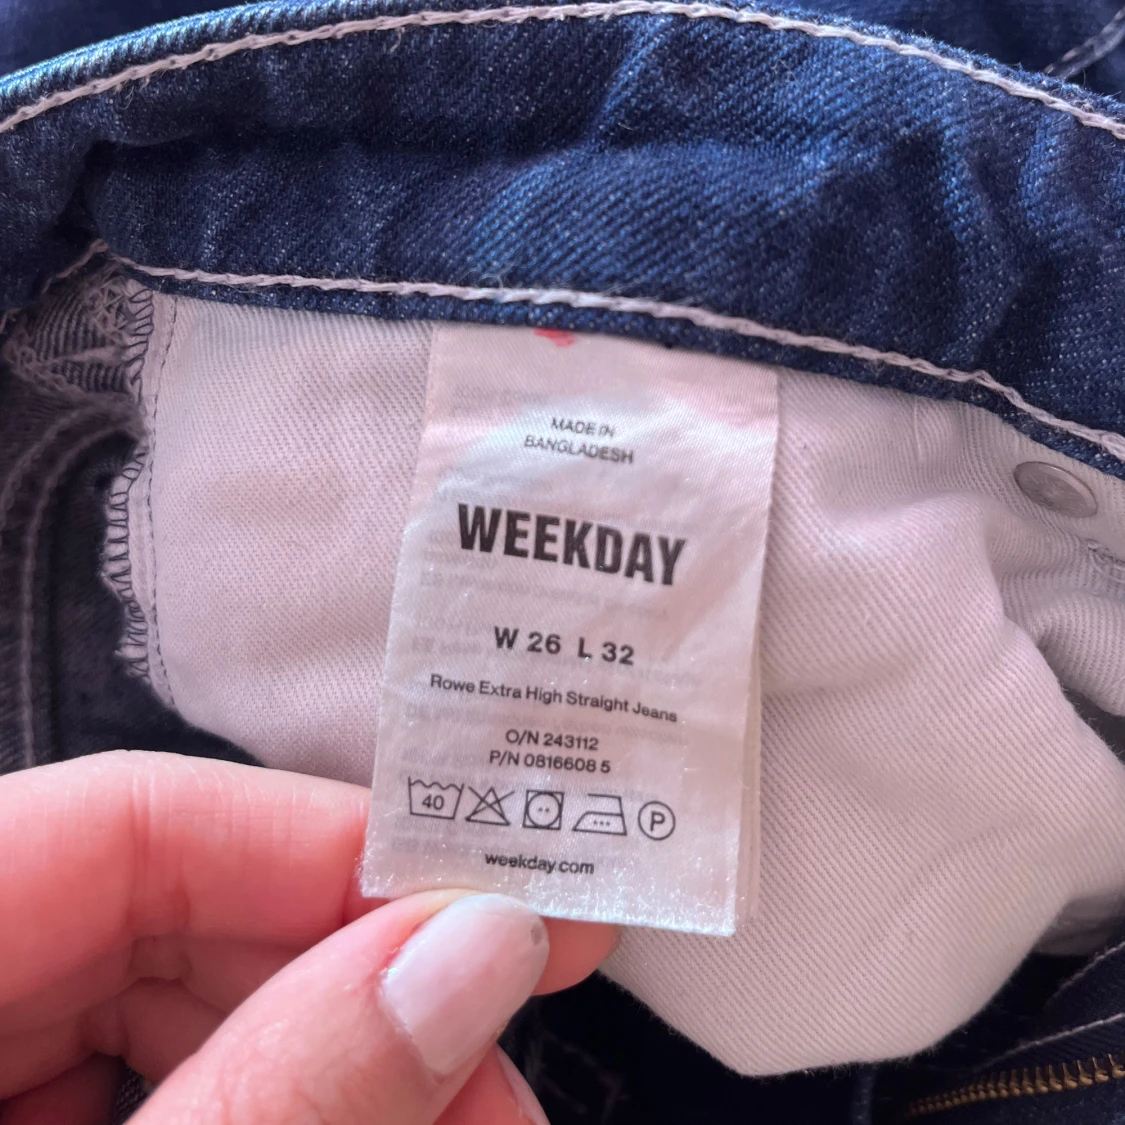 MADE IN
BANGLADESH
WEEKDAY
W 26 L 32
Rowe Extra High Straight Jeans
O/N 243112
P/N 0816608 5
40 P
weekday.com